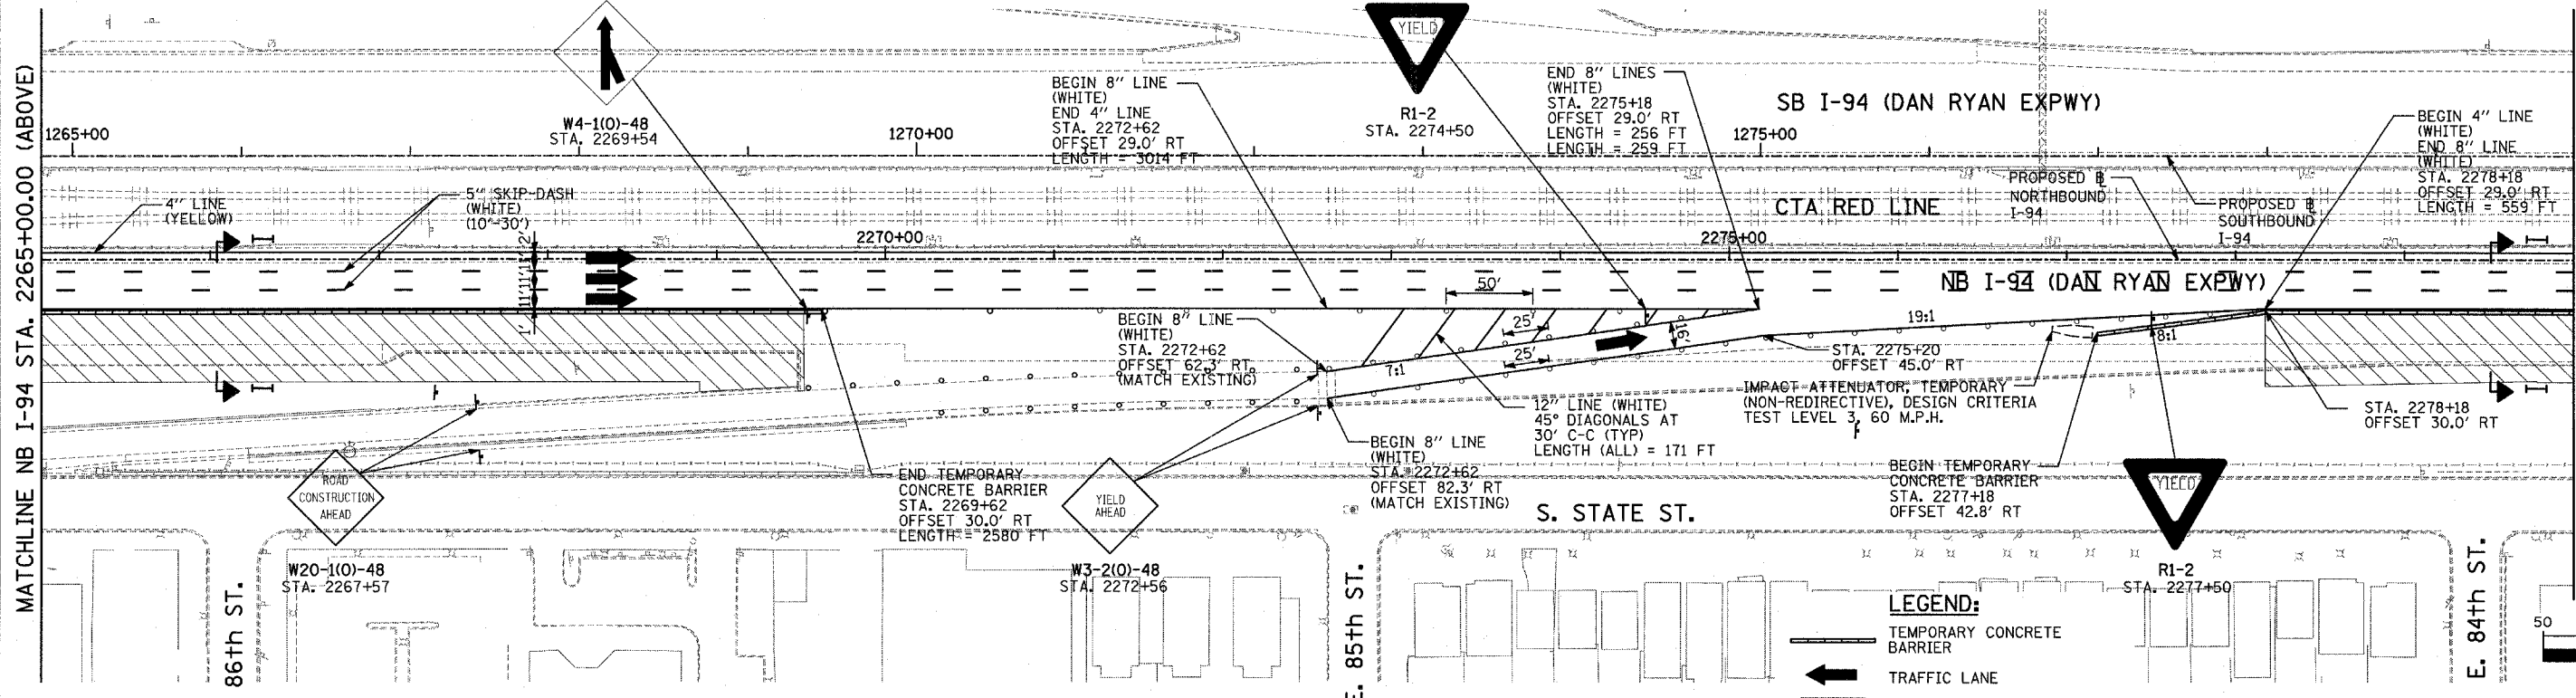 MATCHLINE NB I-94 STA. 2265+00.00 (ABOVE)
1265+00
W4-1(O)-48
STA. 2269+54
1270+00
BEGIN 8" LINE
(WHITE)
END 4" LINE
STA. 2272+62
OFFSET 29.0' RT
LENGTH = 3014 FT
YIELD
R1-2
STA. 2274+50
END 8" LINES
(WHITE)
STA. 2275+18
OFFSET 29.0' RT
LENGTH = 256 FT
LENGTH = 259 FT
1275+00
SB I-94 (DAN RYAN EXPWY)
BEGIN 4" LINE
(WHITE)
END 8" LINE
(WHITE)
STA. 2278+18
OFFSET 29.0' RT
LENGTH = 559 FT
4" LINE
(YELLOW)
5" SKIP-DASH
(WHITE)
(10'-30')
I
2270+00
CTA RED LINE
2275+00
PROPOSED B
NORTHBOUND
I-94
PROPOSED B
SOUTHBOUND
I-94
I
2'
11'
11'
11'
1'
NB I-94 (DAN RYAN EXPWY)
50'
25'
25'
16'
7:1
19:1
8:1
BEGIN 8" LINE
(WHITE)
STA. 2272+62
OFFSET 62.3' RT
(MATCH EXISTING)
STA. 2275+20
OFFSET 45.0' RT
IMPACT ATTENUATOR, TEMPORARY
(NON-REDIRECTIVE), DESIGN CRITERIA
TEST LEVEL 3, 60 M.P.H.
STA. 2278+18
OFFSET 30.0' RT
I
I
12" LINE (WHITE)
45° DIAGONALS AT
30' C-C (TYP)
LENGTH (ALL) = 171 FT
BEGIN 8" LINE
(WHITE)
STA. 2272+62
OFFSET 82.3' RT
(MATCH EXISTING)
END TEMPORARY
CONCRETE BARRIER
STA. 2269+62
OFFSET 30.0' RT
LENGTH = 2580 FT
BEGIN TEMPORARY
CONCRETE BARRIER
STA. 2277+18
OFFSET 42.8' RT
ROAD
CONSTRUCTION
AHEAD
W20-1(O)-48
STA. 2267+57
YIELD
AHEAD
W3-2(O)-48
STA. 2272+56
S. STATE ST.
YIELD
R1-2
STA. 2277+50
86th ST.
E. 85th ST.
E. 84th ST.
LEGEND:
TEMPORARY CONCRETE
BARRIER
TRAFFIC LANE
50